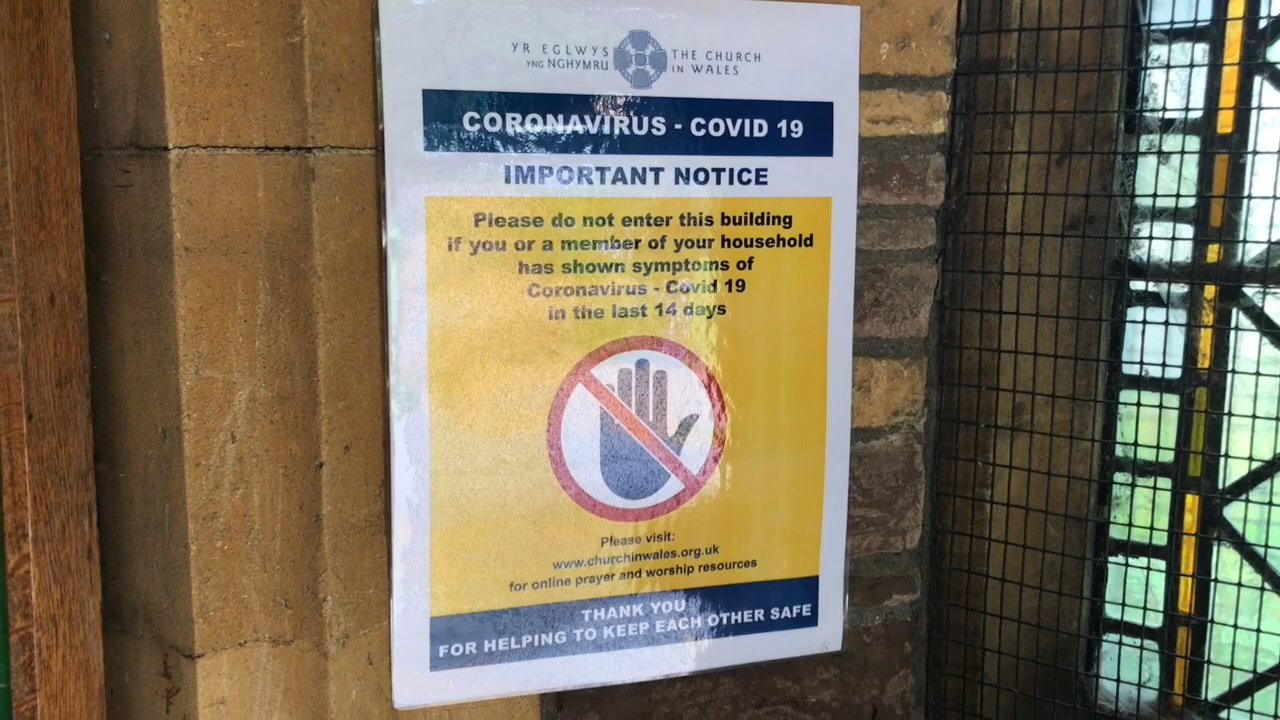 YR EGLWYS THE CHURCH
YNG NGHYMRU IN WALES
CORONAVIRUS - COVID 19
IMPORTANT NOTICE
Please do not enter this building
if you or a member of your household
has shown symptoms of
Coronavirus - Covid 19
in the last 14 days
Please visit:
www.churchinwales.org.uk
for online prayer and worship resources
THANK YOU
FOR HELPING TO KEEP EACH OTHER SAFE